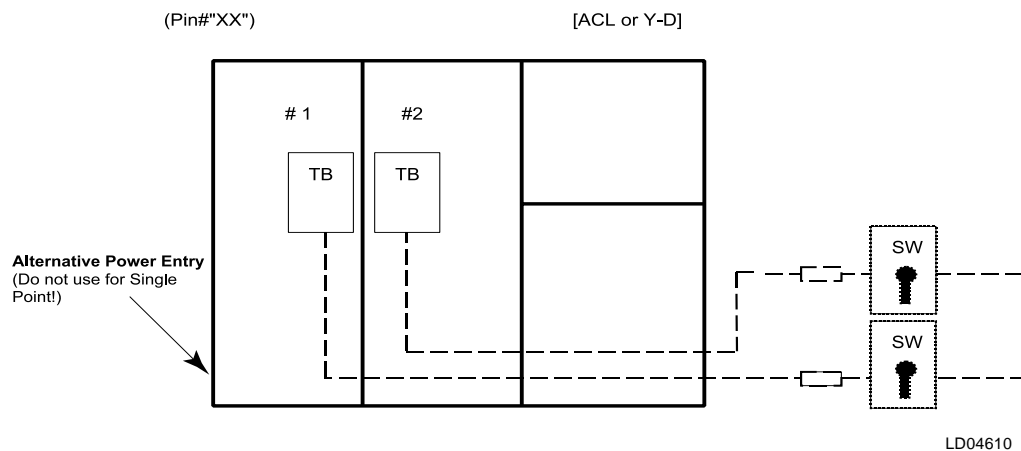 (Pin#"XX")
[ACL or Y-D]
# 1
#2
TB
TB
Alternative Power Entry
(Do not use for Single
Point!)
SW
SW
LD04610